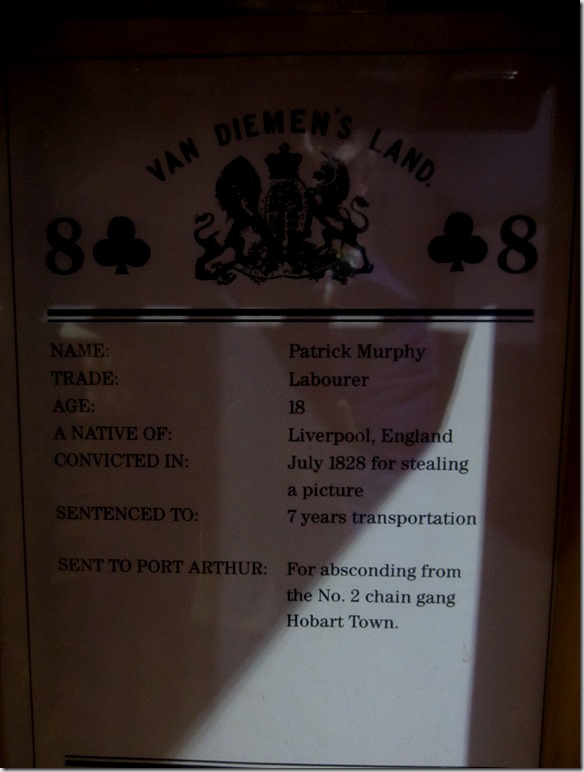 VAN DIEMEN'S LAND.
8♣ ♣8
NAME: Patrick Murphy
TRADE: Labourer
AGE: 18
A NATIVE OF: Liverpool, England
CONVICTED IN: July 1828 for stealing
a picture
SENTENCED TO: 7 years transportation
SENT TO PORT ARTHUR: For absconding from
the No. 2 chain gang
Hobart Town.